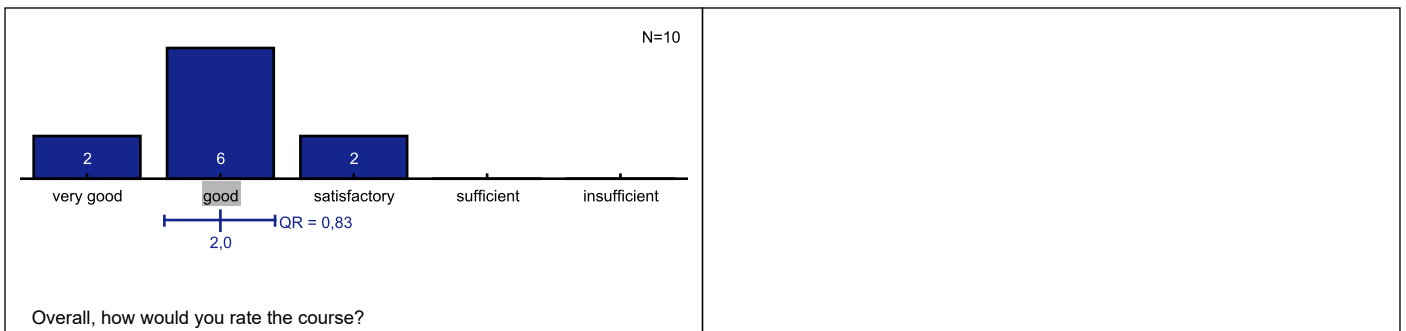 N=10
2 6 2
very good good satisfactory sufficient insufficient
QR = 0,83
2,0
Overall, how would you rate the course?